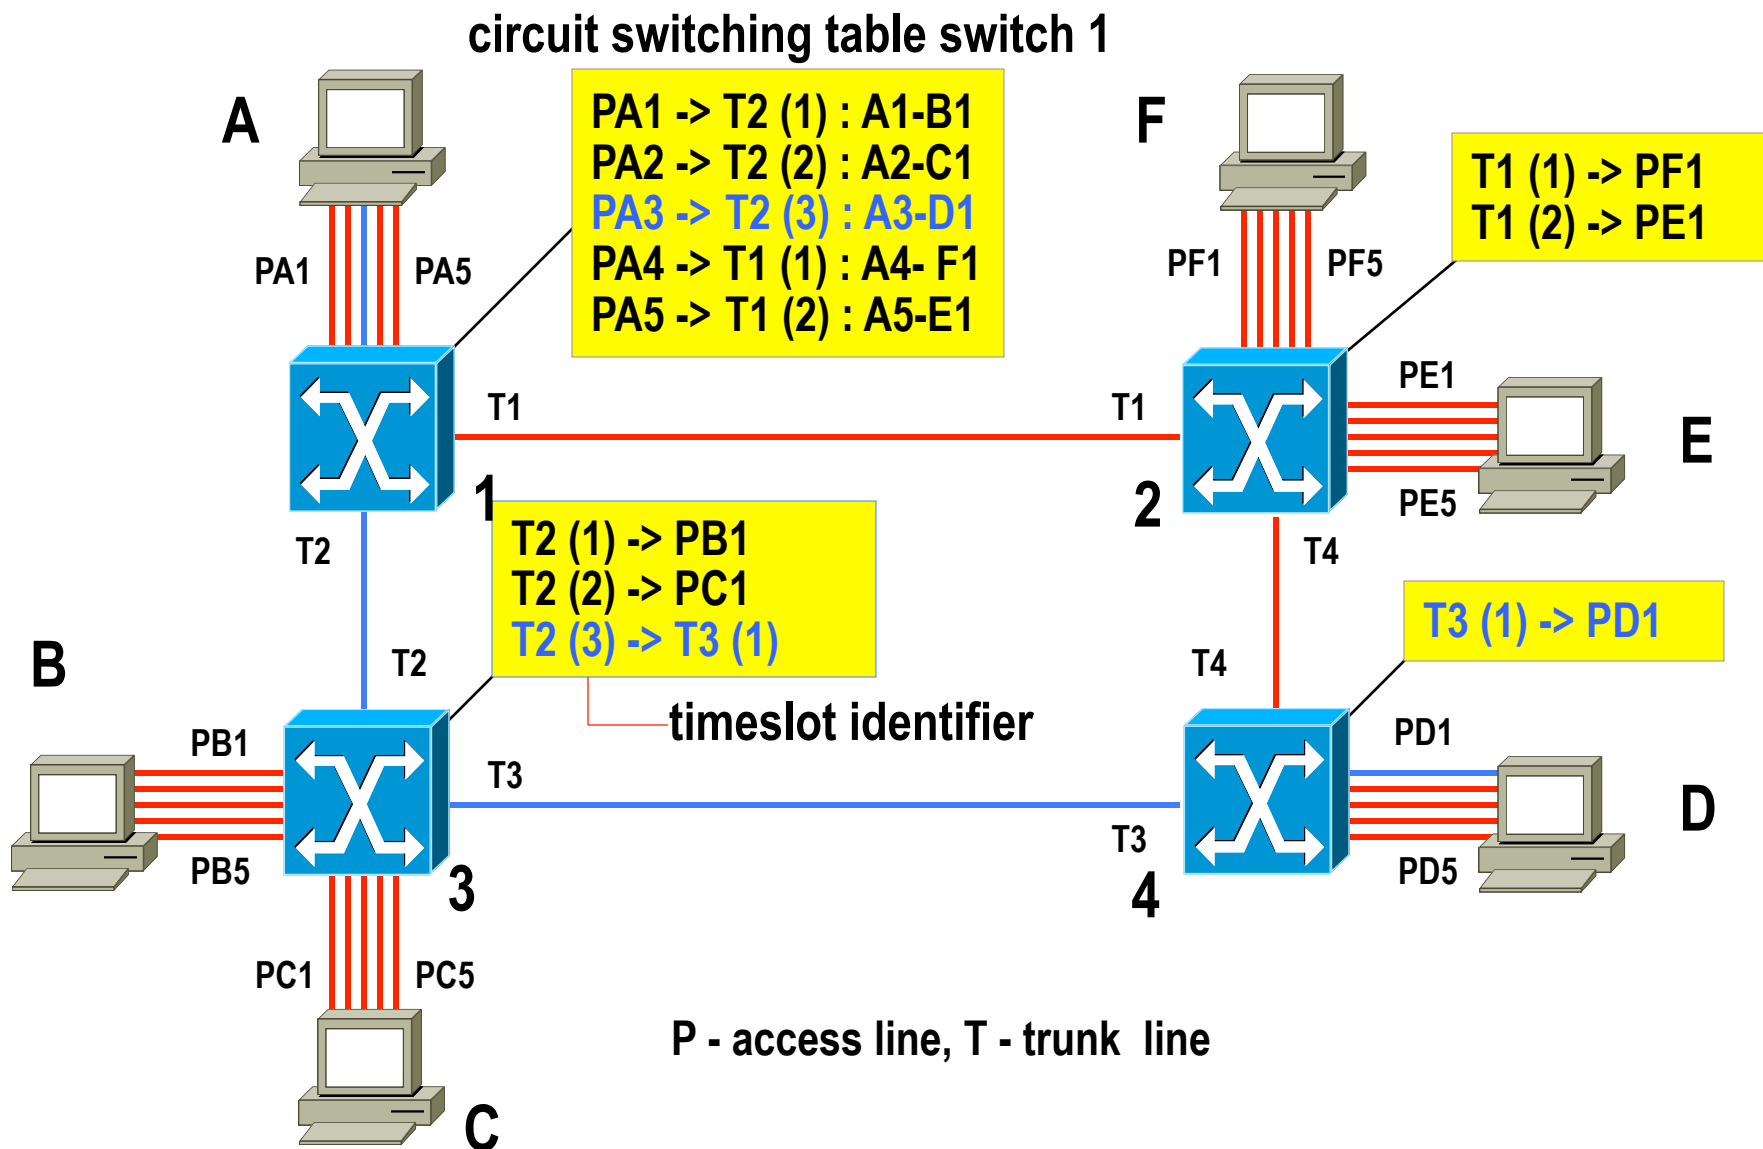 circuit switching table switch 1
A
PA1 -> T2 (1) : A1-B1
PA2 -> T2 (2) : A2-C1
PA3 -> T2 (3) : A3-D1
PA4 -> T1 (1) : A4- F1
PA5 -> T1 (2) : A5-E1
F
T1 (1) -> PF1
T1 (2) -> PE1
PA1
PA5
PF1
PF5
PE1
T1
T1
E
1
2
PE5
T2
T2 (1) -> PB1
T2 (2) -> PC1
T2 (3) -> T3 (1)
T4
T3 (1) -> PD1
B
T2
T4
timeslot identifier
PB1
PD1
T3
D
T3
PB5
3
4
PD5
PC1
PC5
P - access line, T - trunk line
C